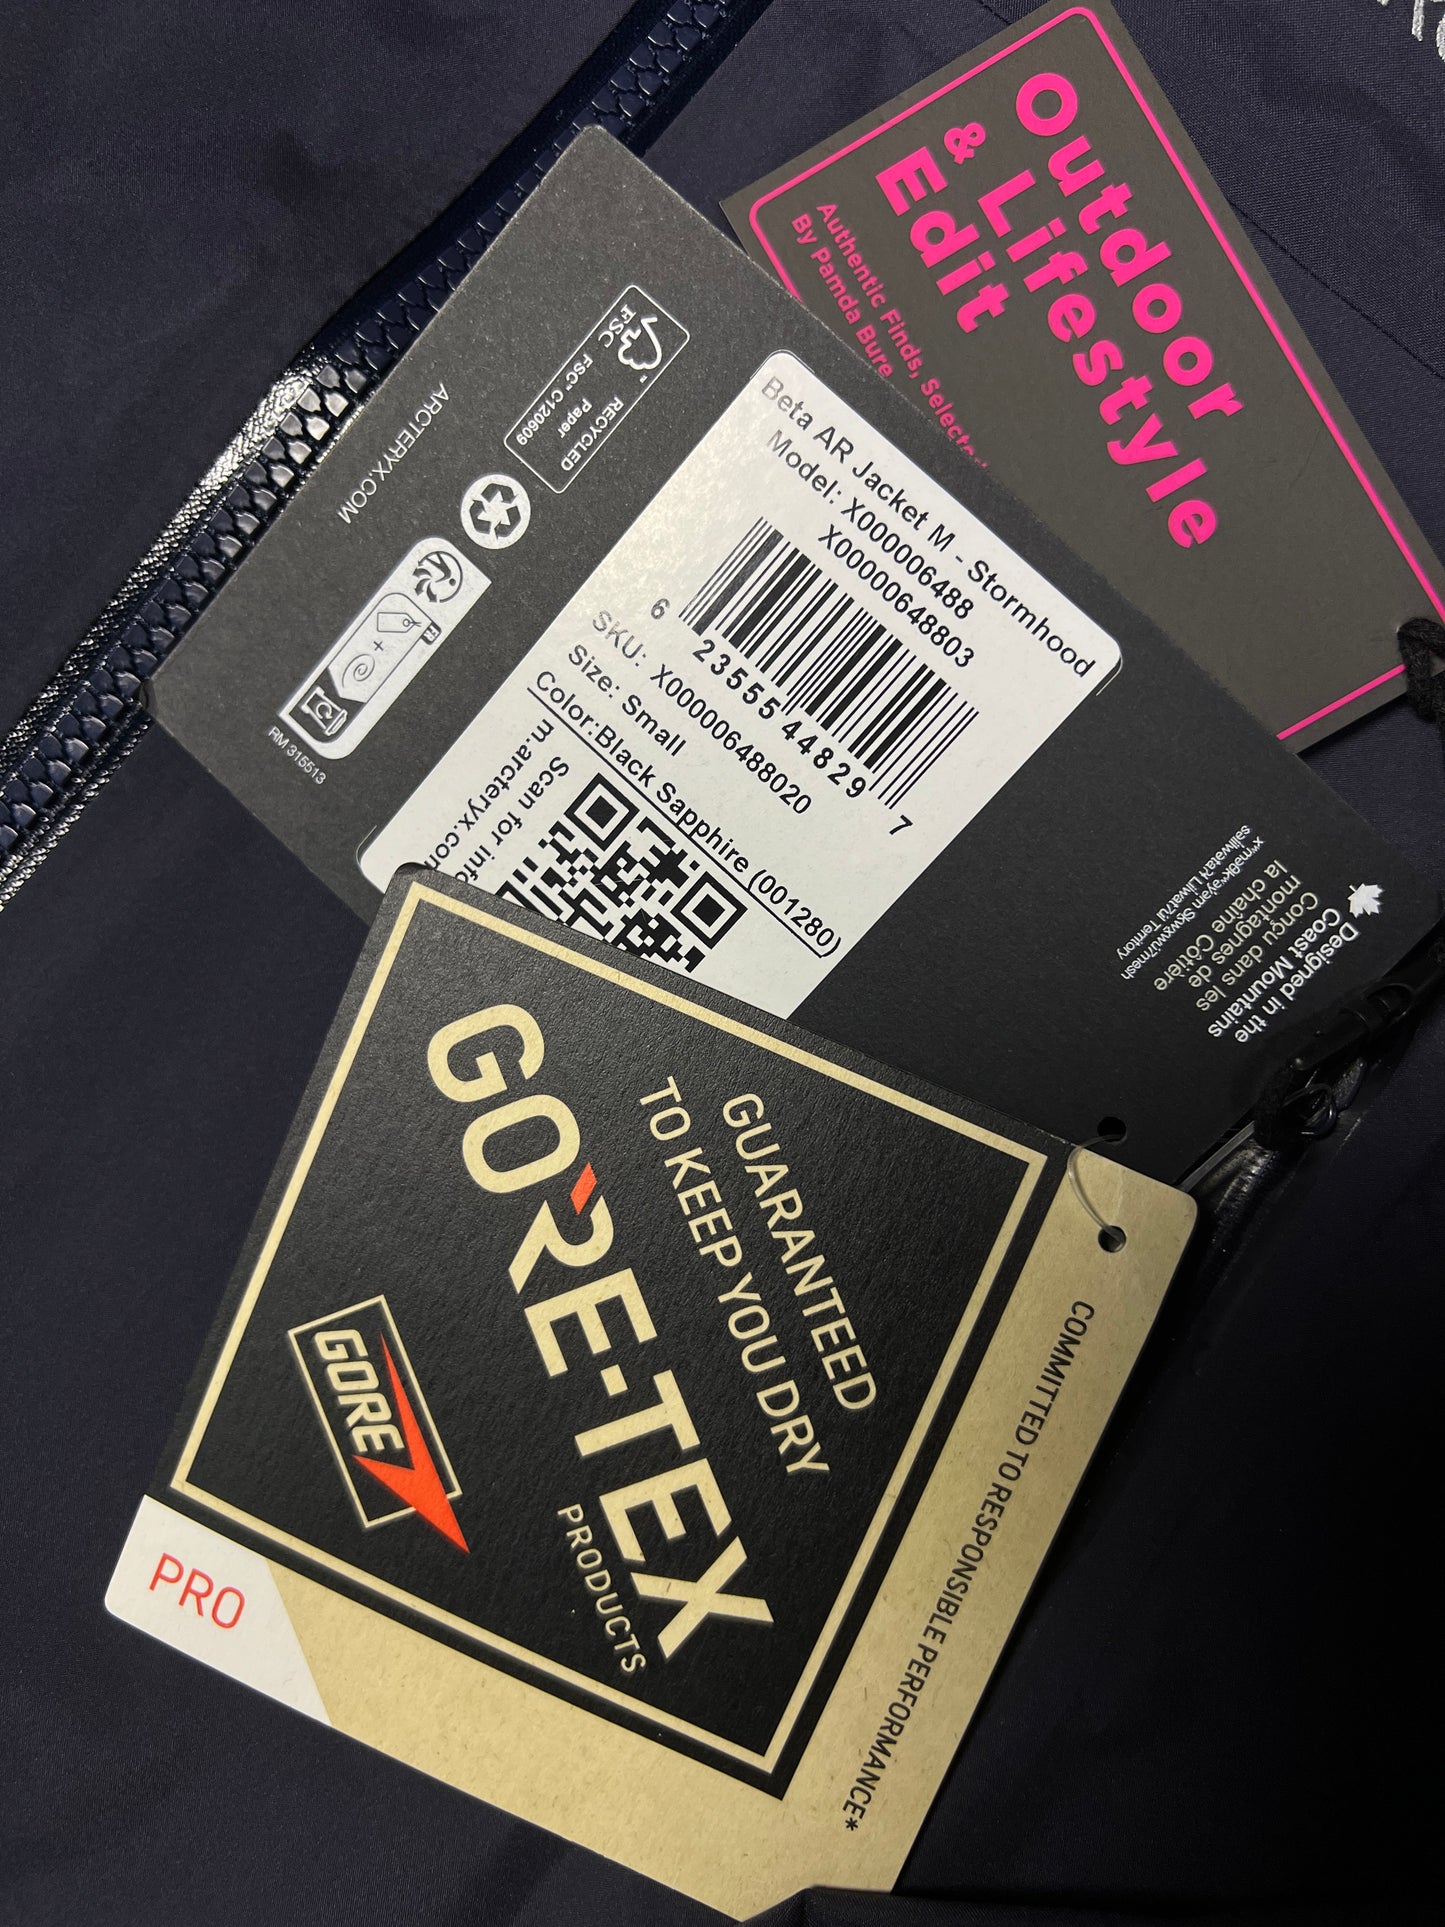 Outdoor
& Lifestyle
Edit
Authentic Finds,
By Pamda Bure
FSC
FSC™ C120609
RECYCLED
Paper
ARCTERYX.COM
FR
RM 315513
Beta AR Jacket M - Stormhood
Model: X000006488
X00000648803
6 23555 44829 7
SKU: X000006488020
Size: Small
Color:Black Sapphire (001280)
Scan for info
Designed in the
Coast Mountains
Conçu dans les
montagnes de
la chaîne Côtière
GUARANTEED
TO KEEP YOU DRY
GORE-TEX
PRODUCTS
GORE
PRO
COMMITTED TO RESPONSIBLE PERFORMANCE*